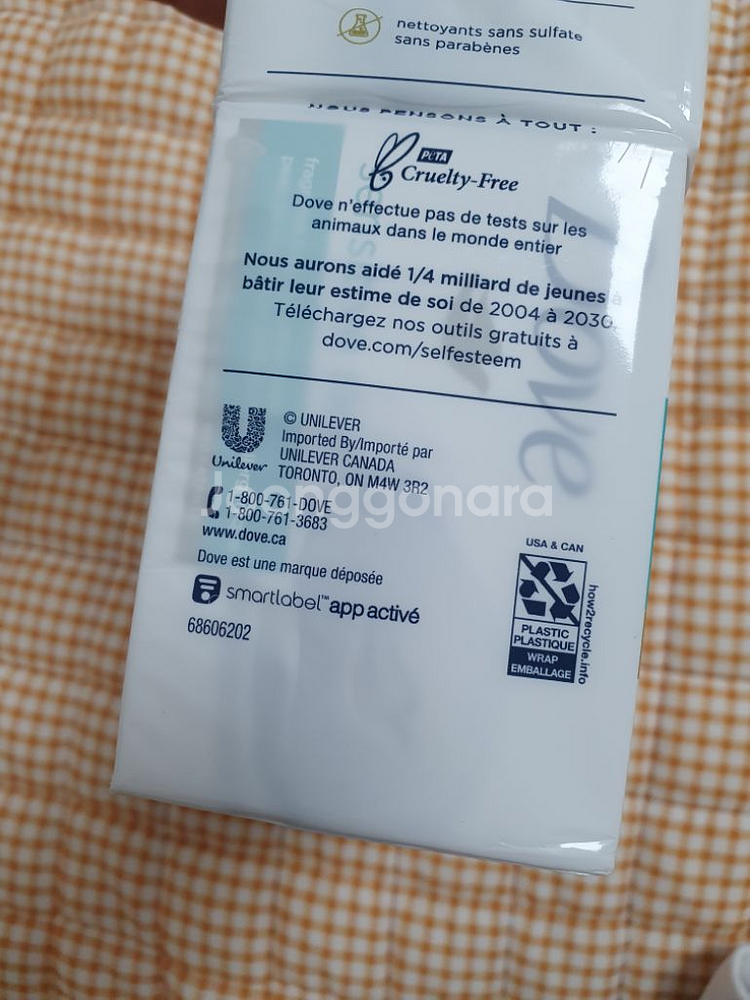 nettoyants sans sulfate
sans parabènes
NOUS PENSONS À TOUT :
PeTA
Cruelty-Free
Dove n'effectue pas de tests sur les
animaux dans le monde entier
Nous aurons aidé 1/4 milliard de jeunes à
bâtir leur estime de soi de 2004 à 2030.
Téléchargez nos outils gratuits à
dove.com/selfesteem
Unilever
© UNILEVER
Imported By/Importé par
UNILEVER CANADA
TORONTO, ON M4W 3R2
1-800-761-DOVE
1-800-761-3683
www.dove.ca
Dove est une marque déposée
smartlabel™ app activé
68606202
USA & CAN
PLASTIC
PLASTIQUE
WRAP
EMBALLAGE
how2recycle.info
Dove
sens
Joonggonara